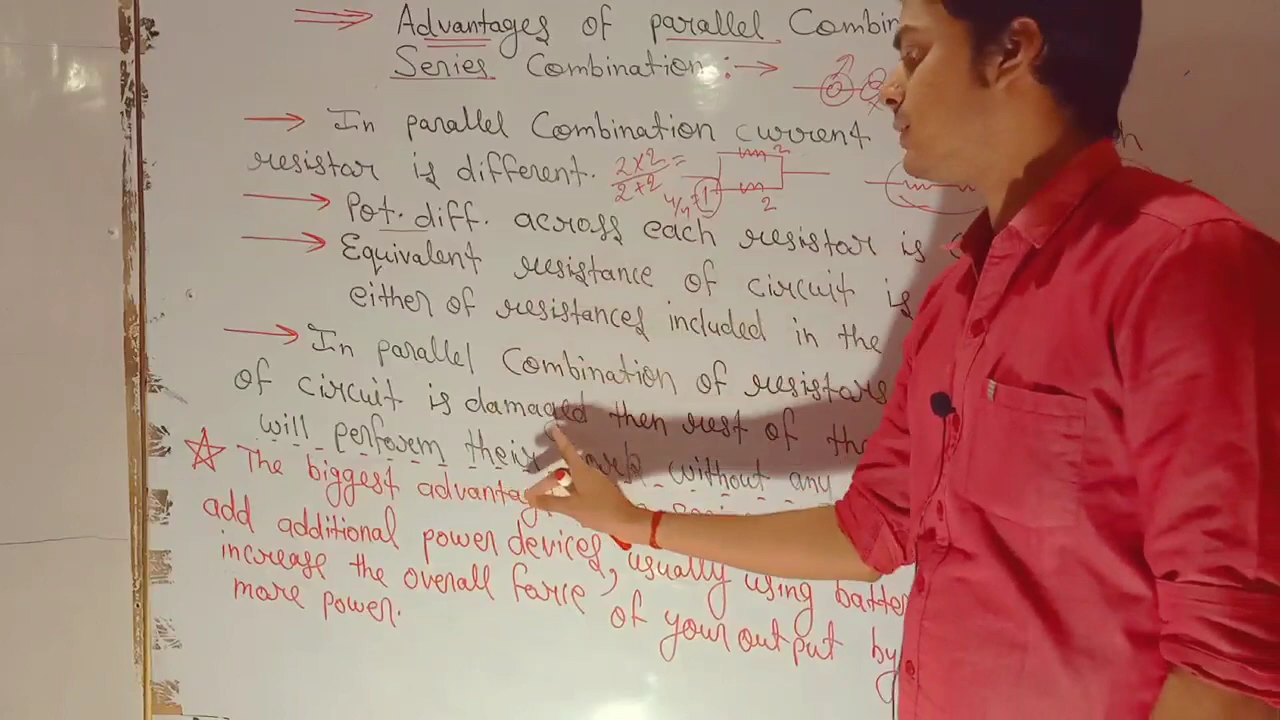 Advantages of parallel Combin
Series Combination :→
→ In parallel Combination current
resistor is different. 2×2/2+2 = 4/4 = 1 2 2
→ Pot. diff. across each resistor is
→ Equivalent resistance of circuit is
either of resistances included in the
→ In parallel Combination of resistors
of circuit is damaged then rest of the
will perform their work without any
The biggest advantag
add additional power devices, usually using batter
increase the overall force of your output by
more power.